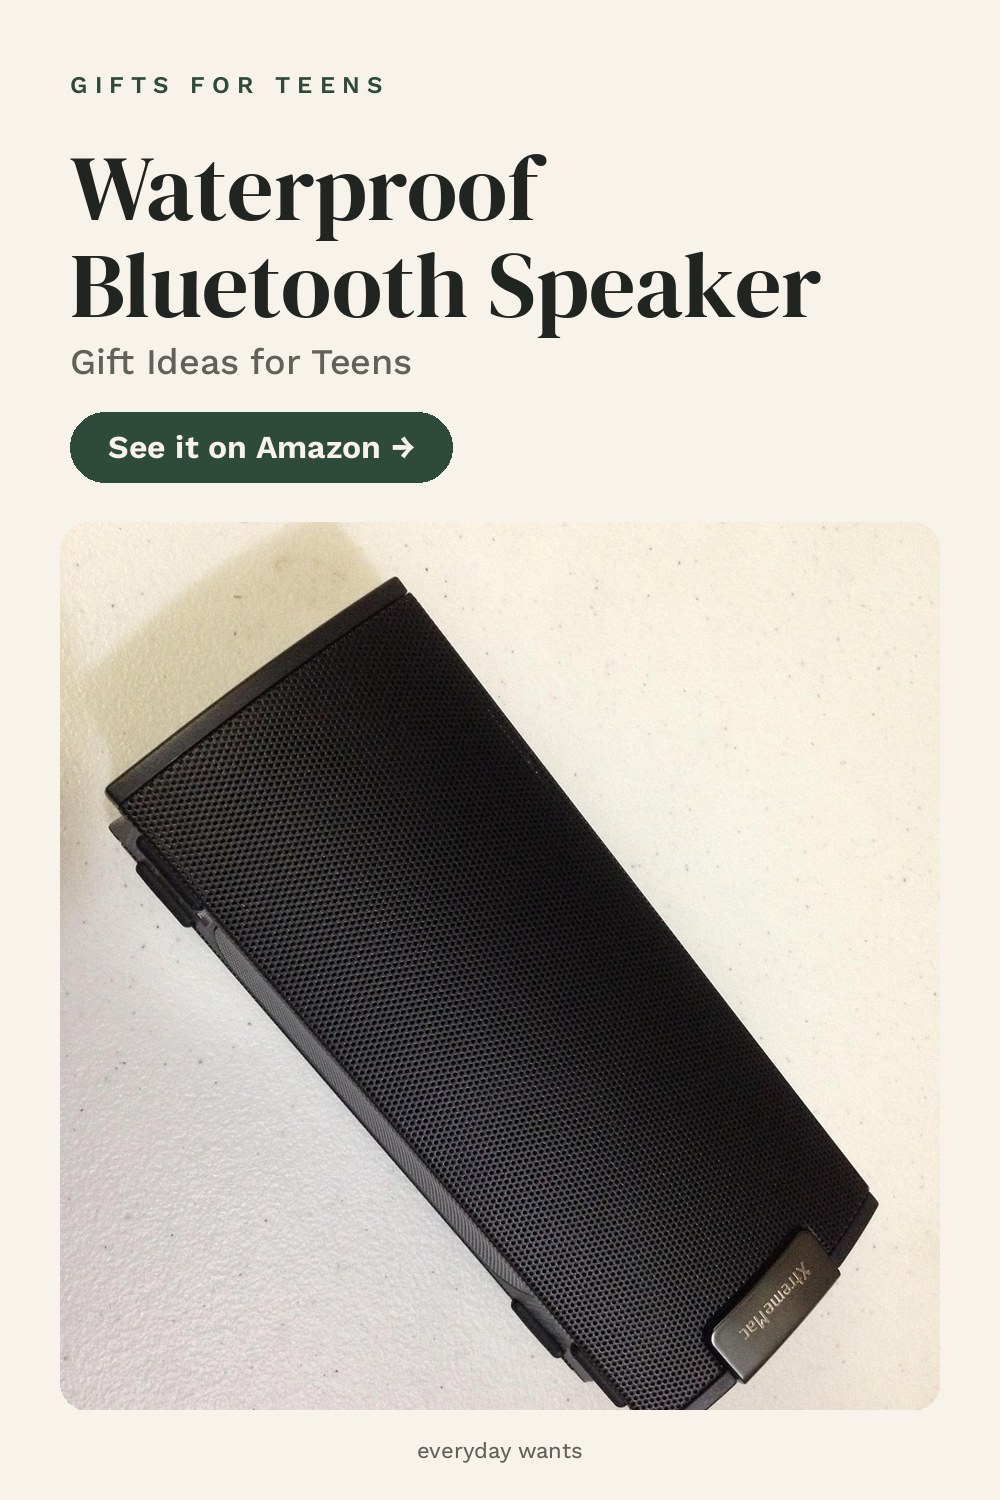 GIFTS FOR TEENS
Waterproof
Bluetooth Speaker
Gift Ideas for Teens
See it on Amazon →
XtremeMac
everyday wants